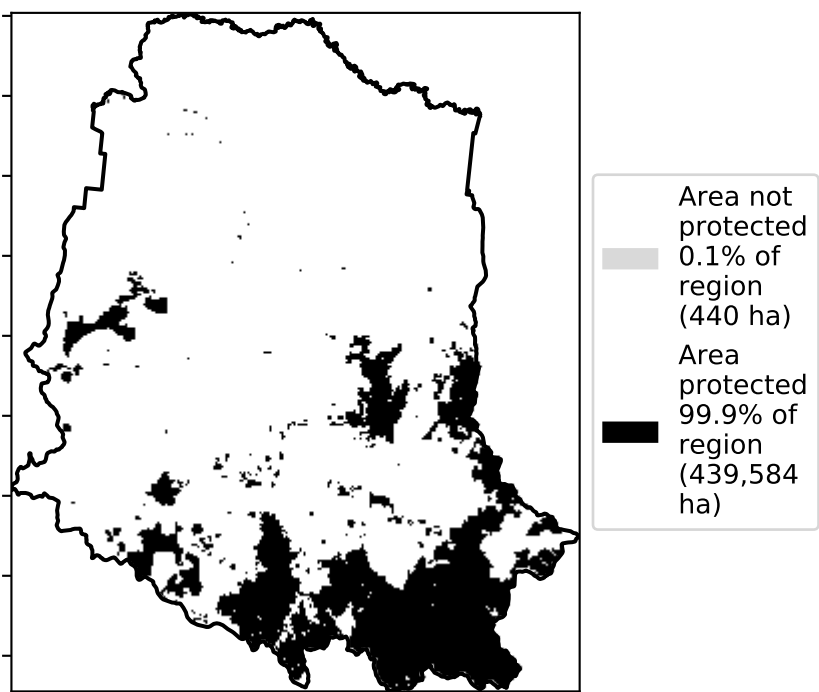 Area not
protected
0.1% of
region
(440 ha)
Area
protected
99.9% of
region
(439,584
ha)